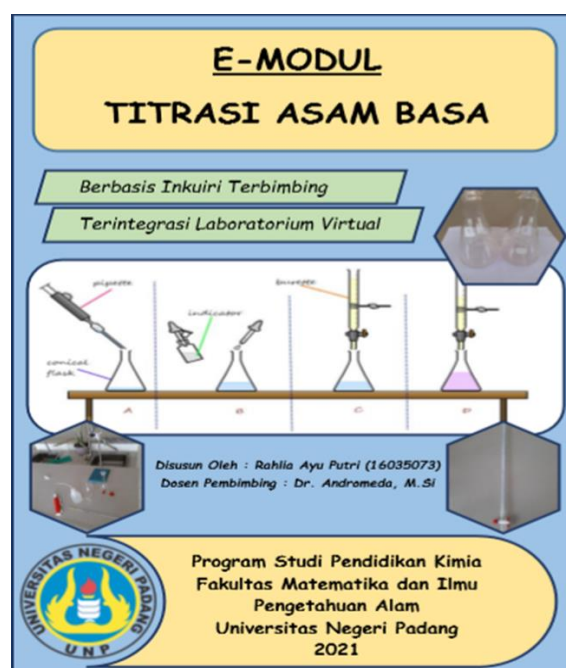 E-MODUL
TITRASI ASAM BASA
Berbasis Inkuiri Terbimbing
Terintegrasi Laboratorium Virtual
pipette
indicator
burette
conical
flask
A
B
C
D
Disusun Oleh : Rahlia Ayu Putri (16035073)
Dosen Pembimbing : Dr. Andromeda, M.Si
UNIVERSITAS NEGERI PADANG
UNP
Program Studi Pendidikan Kimia
Fakultas Matematika dan Ilmu
Pengetahuan Alam
Universitas Negeri Padang
2021